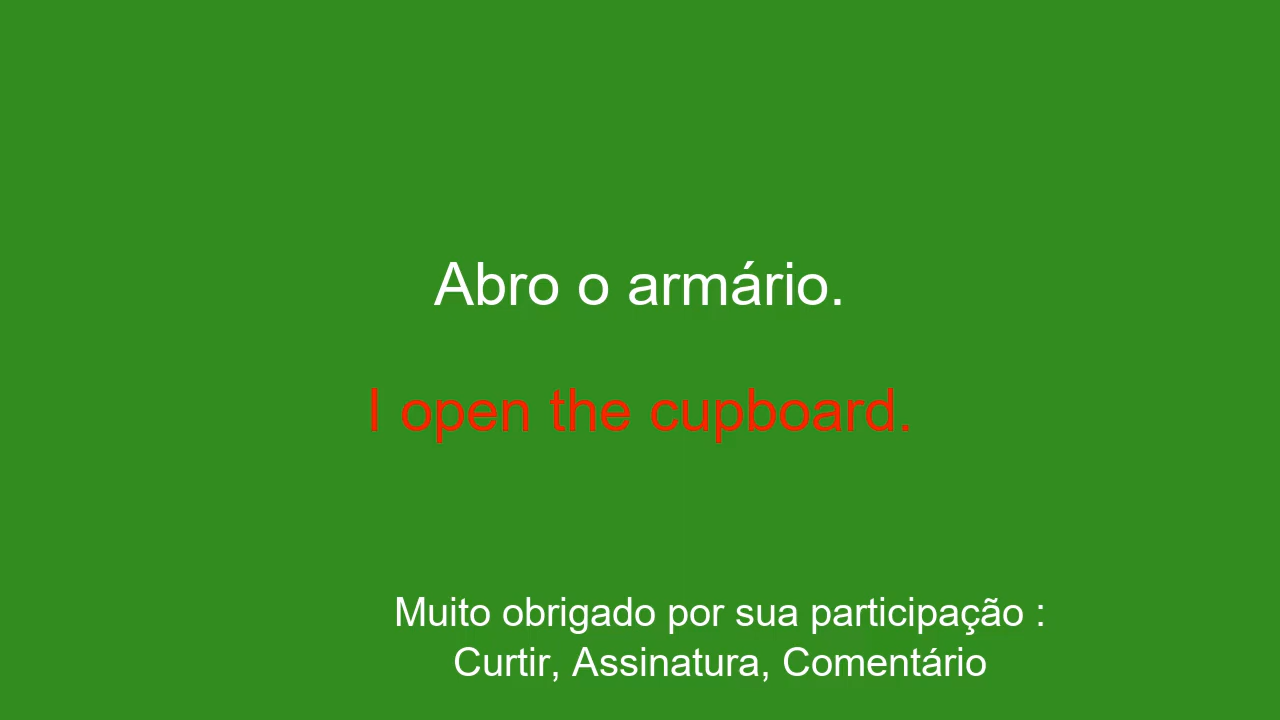 Abro o armário.
I open the cupboard.
Muito obrigado por sua participação :
Curtir, Assinatura, Comentário